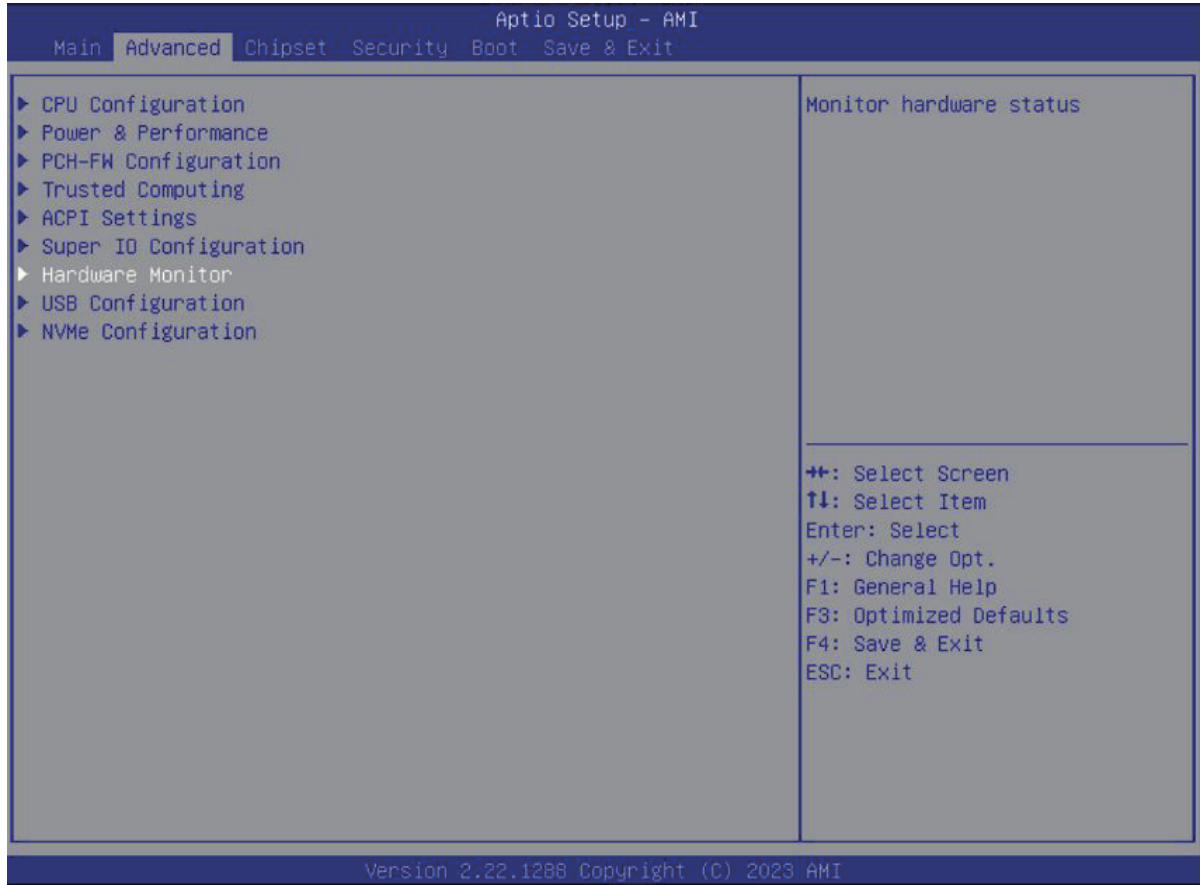 Aptio Setup – AMI
Main Advanced Chipset Security Boot Save & Exit
▶ CPU Configuration
▶ Power & Performance
▶ PCH-FW Configuration
▶ Trusted Computing
▶ ACPI Settings
▶ Super IO Configuration
▶ Hardware Monitor
▶ USB Configuration
▶ NVMe Configuration
Monitor hardware status
→←: Select Screen
↑↓: Select Item
Enter: Select
+/-: Change Opt.
F1: General Help
F3: Optimized Defaults
F4: Save & Exit
ESC: Exit
Version 2.22.1288 Copyright (C) 2023 AMI